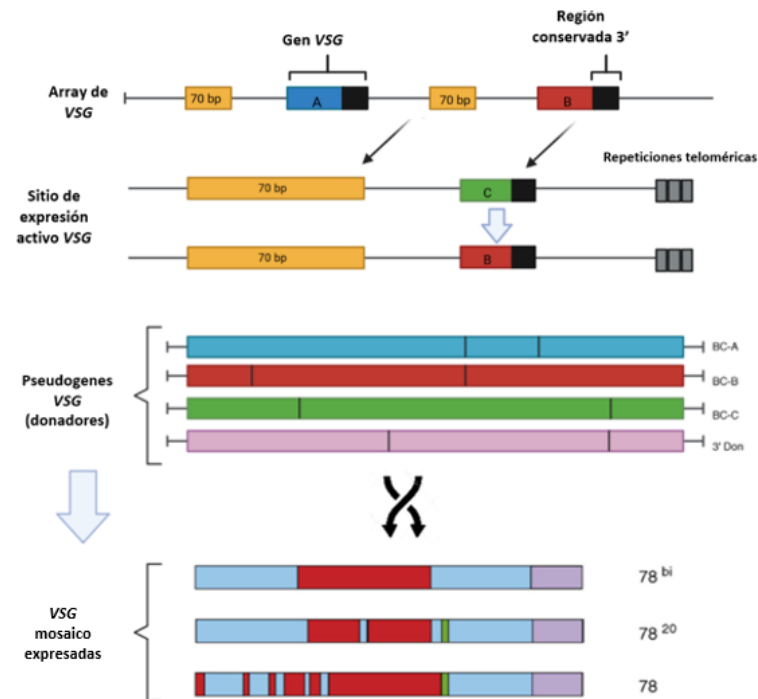 Región
conservada 3'
Gen VSG
Array de
VSG
70 bp
A
70 bp
B
Repeticiones teloméricas
Sitio de
expresión
activo VSG
70 bp
C
70 bp
B
Pseudogenes
VSG
(donadores)
BC-A
BC-B
BC-C
3' Don
VSG
mosaico
expresadas
78 bi
78 20
78